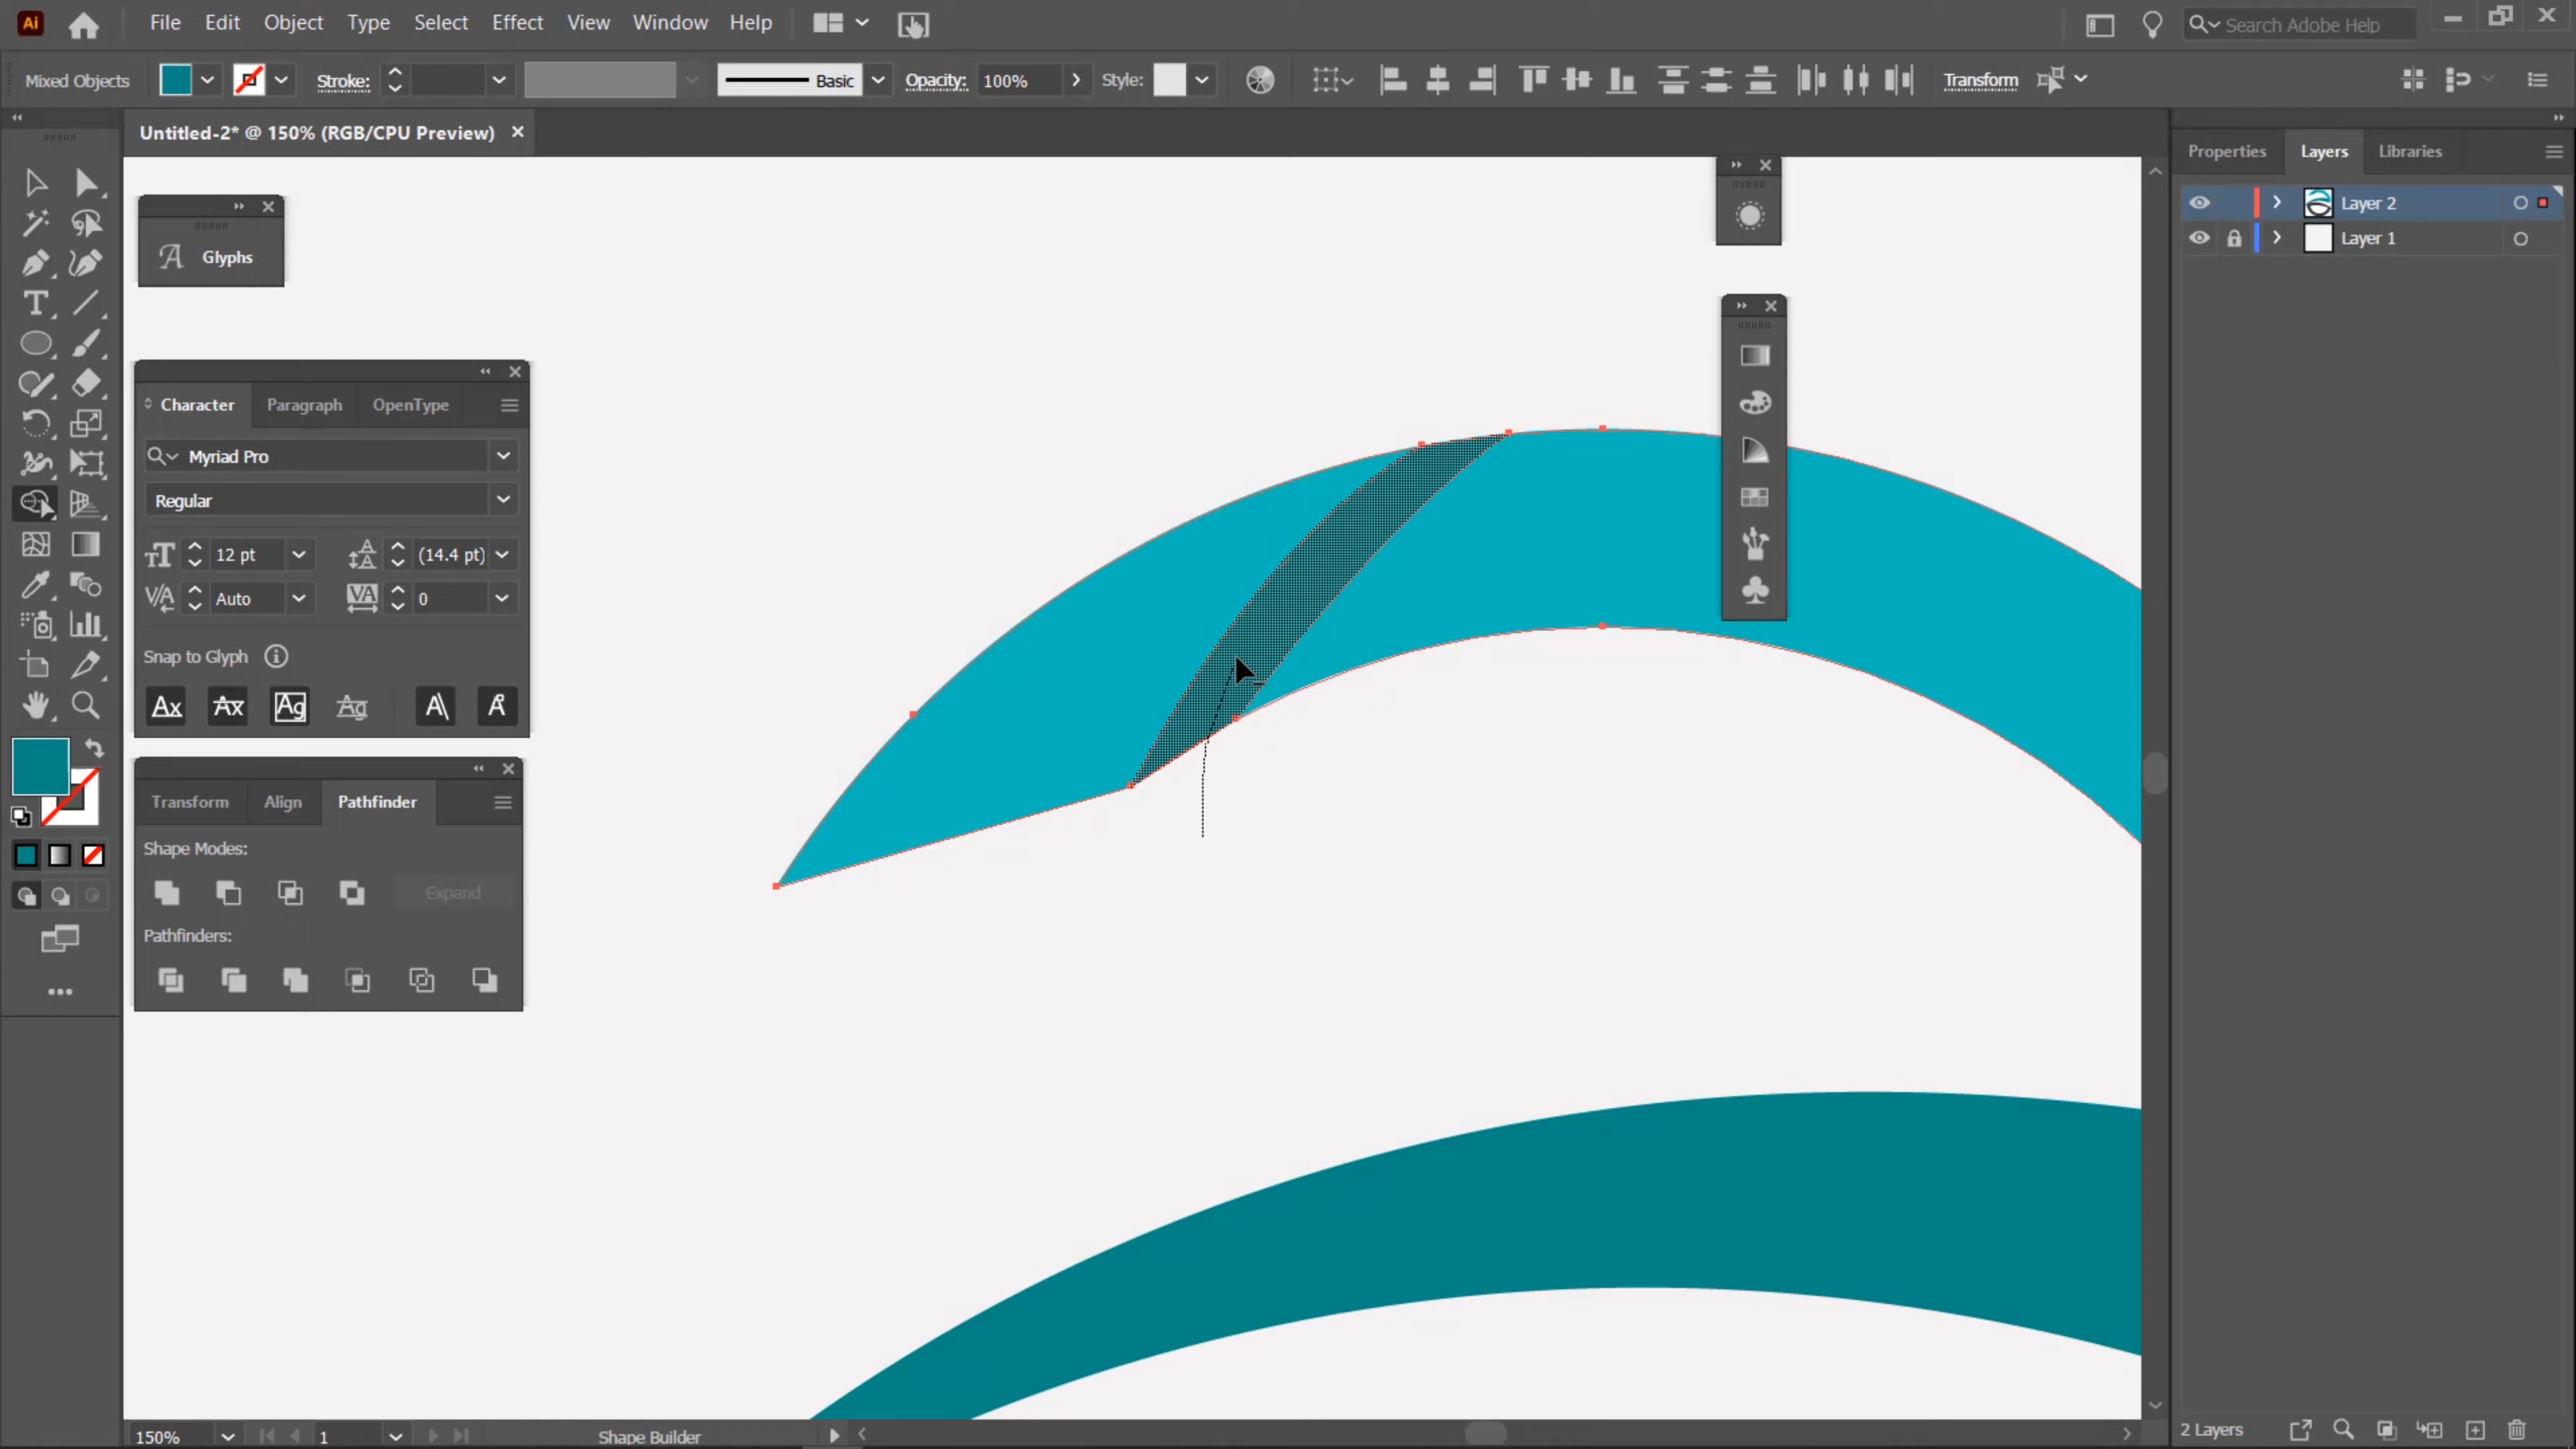 Ai File Edit Object Type Select Effect View Window Help Search Adobe Help
Mixed Objects Stroke: Basic Opacity: 100% Style: Transform
Untitled-2* @ 150% (RGB/CPU Preview)
Properties Layers Libraries
Layer 2
Layer 1
Glyphs
Character Paragraph OpenType
Myriad Pro
Regular
12 pt (14.4 pt)
Auto 0
Snap to Glyph
Transform Align Pathfinder
Shape Modes:
Expand
Pathfinders:
150% 1 Shape Builder
2 Layers